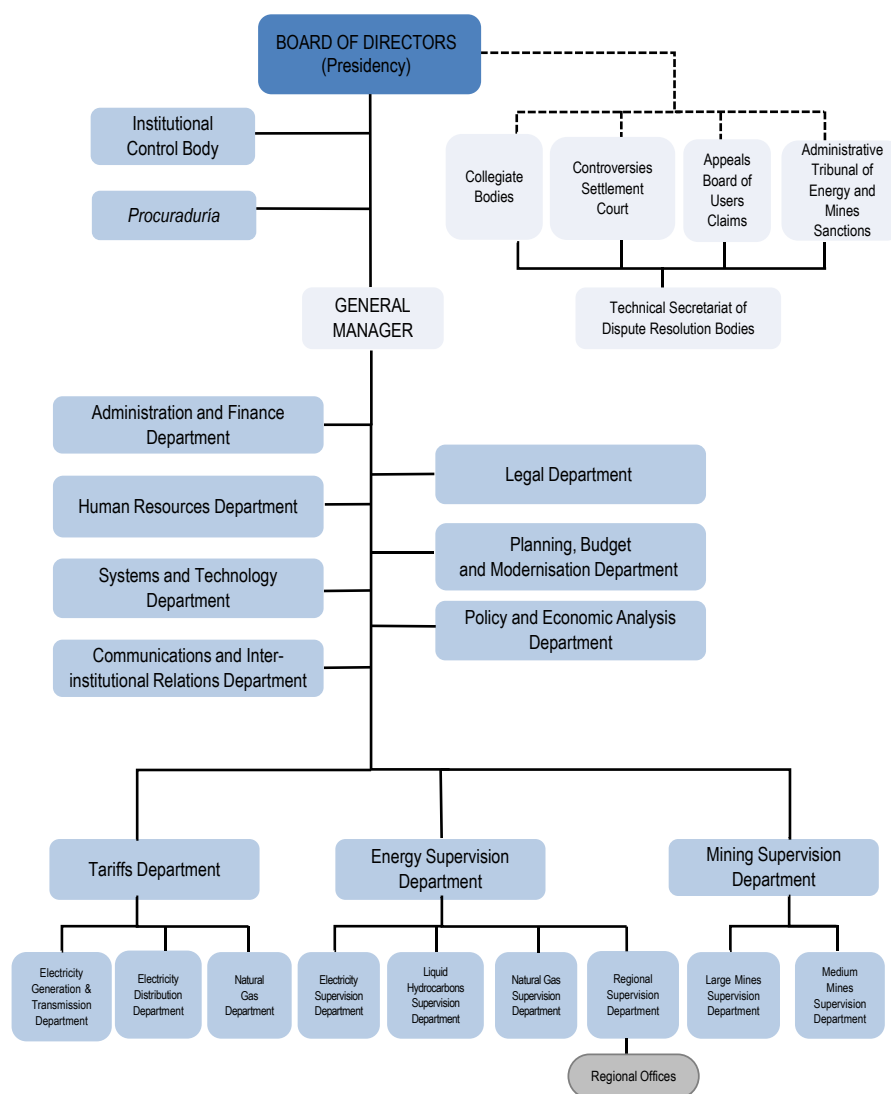 BOARD OF DIRECTORS
(Presidency)
Institutional
Control Body
Procuraduría
Collegiate
Bodies
Controversies
Settlement
Court
Appeals
Board of
Users
Claims
Administrative
Tribunal of
Energy and
Mines
Sanctions
Technical Secretariat of
Dispute Resolution Bodies
GENERAL
MANAGER
Administration and Finance
Department
Legal Department
Human Resources Department
Planning, Budget
and Modernisation Department
Systems and Technology
Department
Policy and Economic Analysis
Department
Communications and Inter-
institutional Relations Department
Tariffs Department
Energy Supervision
Department
Mining Supervision
Department
Electricity
Generation &
Transmission
Department
Electricity
Distribution
Department
Natural
Gas
Department
Electricity
Supervision
Department
Liquid
Hydrocarbons
Supervision
Department
Natural Gas
Supervision
Department
Regional
Supervision
Department
Large Mines
Supervision
Department
Medium
Mines
Supervision
Department
Regional Offices